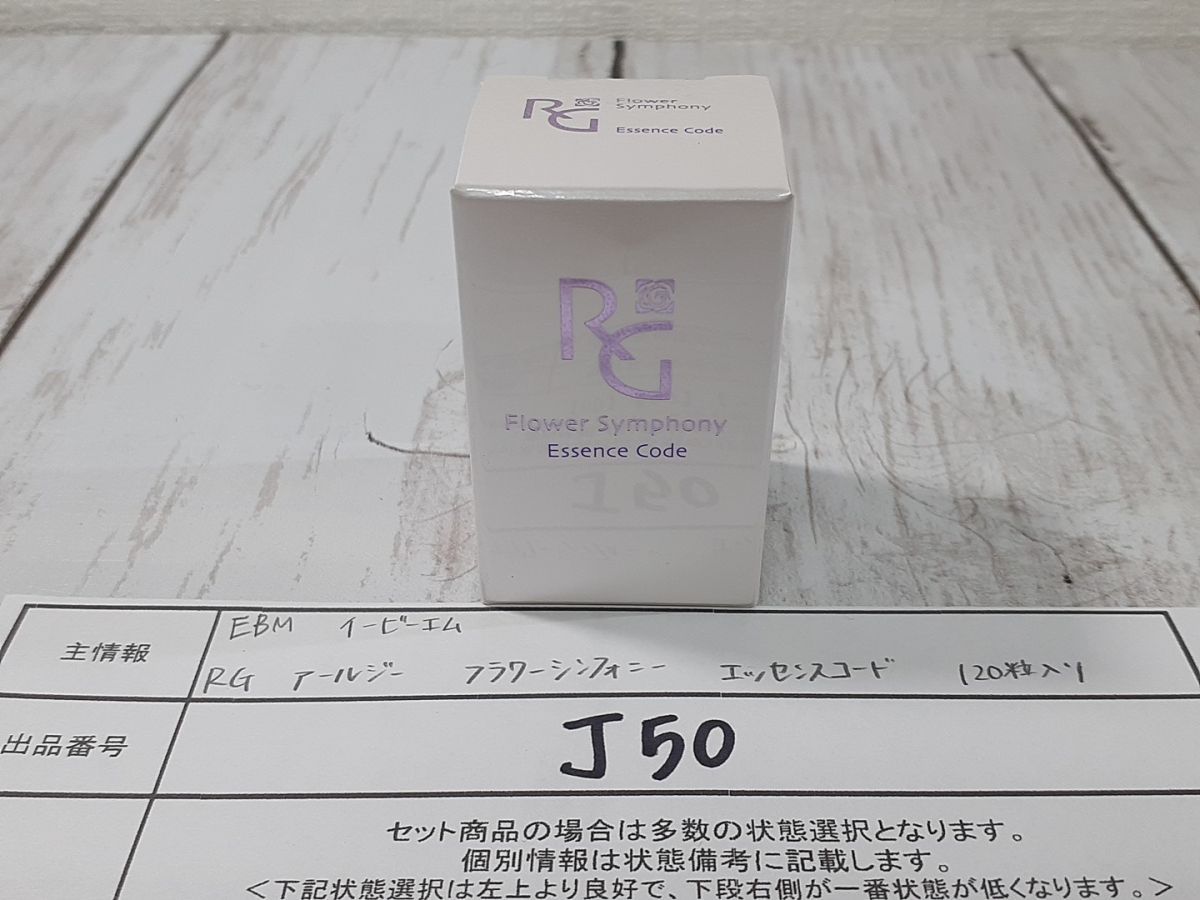 RG Flower
Symphony
Essence Code
RG
Flower Symphony
Essence Code
主情報
EBM イービーエム
RG アールジー フラワーシンフォニー エッセンスコード 120粒入り
出品番号
J50
セット商品の場合は多数の状態選択となります。
個別情報は状態備考に記載します。
<下記状態選択は左上より良好で、下段右側が一番状態が低くなります。>